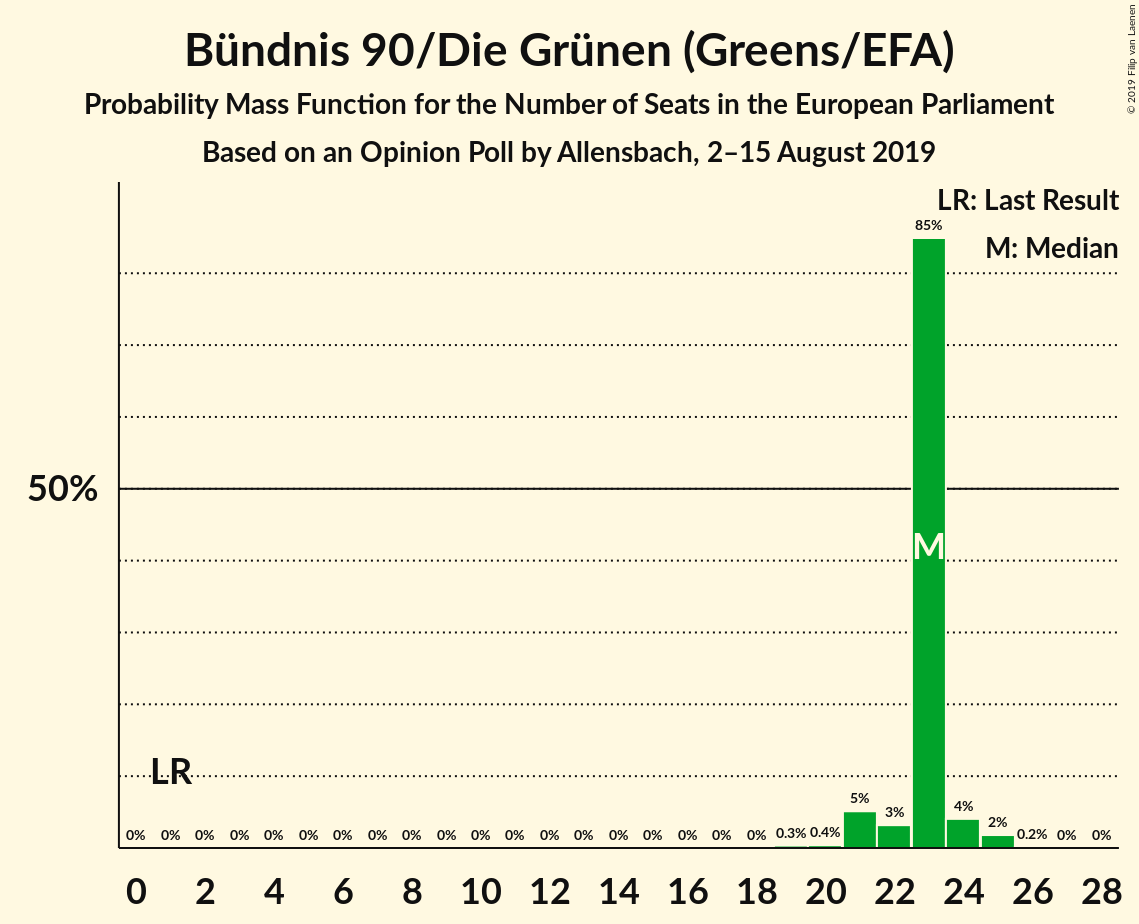 Bündnis 90/Die Grünen (Greens/EFA)
Probability Mass Function for the Number of Seats in the European Parliament
Based on an Opinion Poll by Allensbach, 2–15 August 2019
© 2019 Filip van Laenen
LR: Last Result
M: Median
85%
50%
M
LR
0% 0% 0% 0% 0% 0% 0% 0% 0% 0% 0% 0% 0% 0% 0% 0% 0% 0% 0% 0.3% 0.4% 5% 3% 4% 2% 0.2% 0% 0%
0 2 4 6 8 10 12 14 16 18 20 22 24 26 28